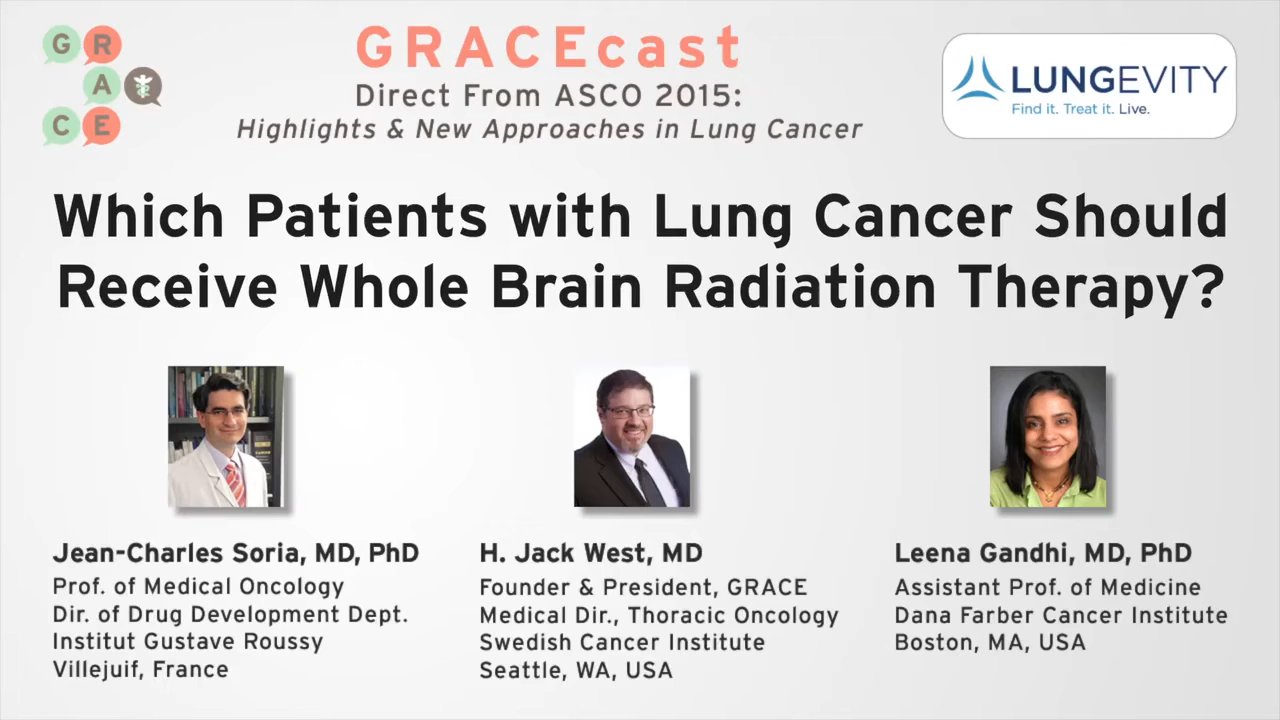 G R
A
C E
GRACEcast
Direct From ASCO 2015:
Highlights & New Approaches in Lung Cancer
LUNGEVITY
Find it. Treat it. Live.
Which Patients with Lung Cancer Should
Receive Whole Brain Radiation Therapy?
Jean-Charles Soria, MD, PhD
Prof. of Medical Oncology
Dir. of Drug Development Dept.
Institut Gustave Roussy
Villejuif, France
H. Jack West, MD
Founder & President, GRACE
Medical Dir., Thoracic Oncology
Swedish Cancer Institute
Seattle, WA, USA
Leena Gandhi, MD, PhD
Assistant Prof. of Medicine
Dana Farber Cancer Institute
Boston, MA, USA